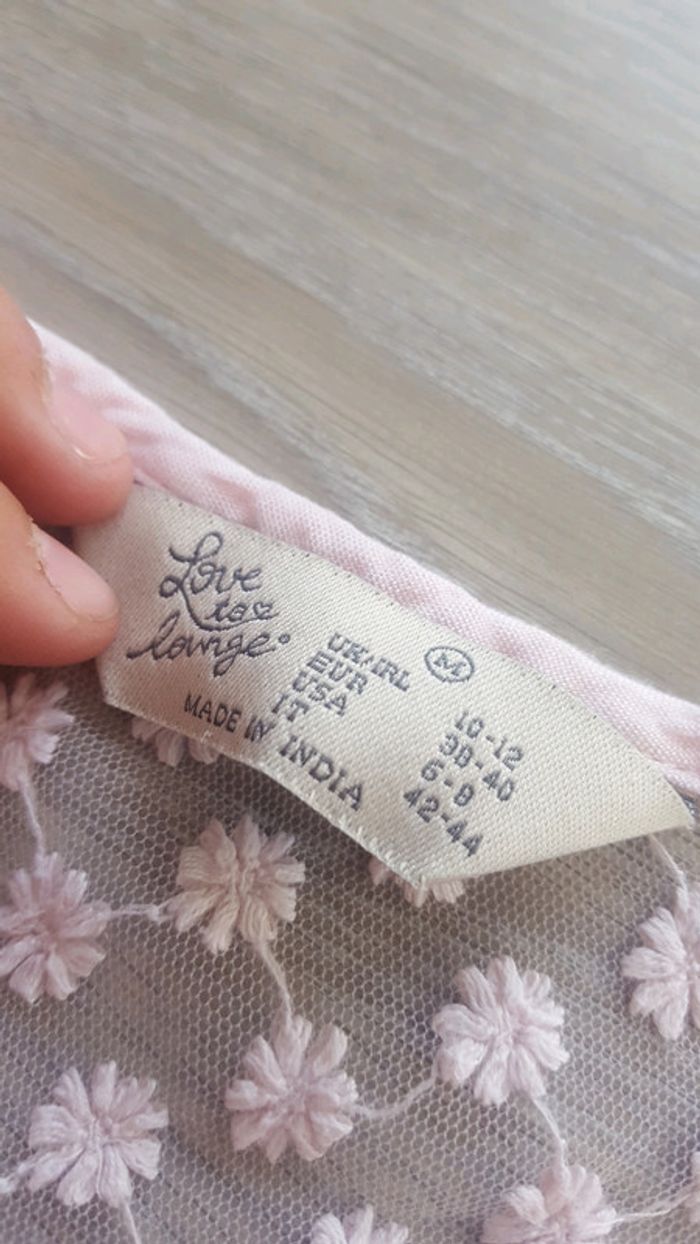 Love
to
lounge
M
UK/IRL 10-12
EUR 38-40
USA 6-8
IT 42-44
MADE IN INDIA